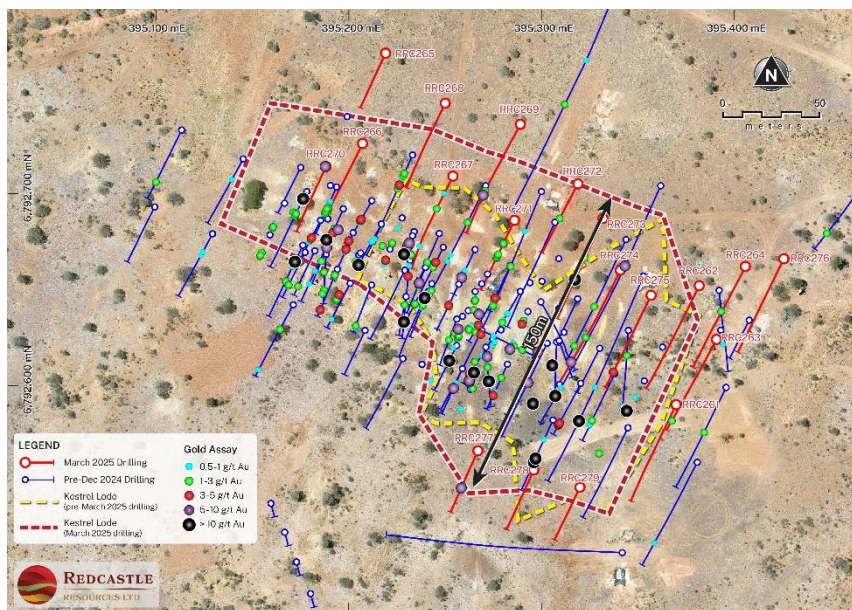 395,100 mE
395,200 mE
395,300 mE
395,400 mE
RRC265
RRC268
RRC269
RRC266
RRC270
RRC267
RRC272
RRC271
RRC273
RRC274
RRC264
RRC276
RRC262
RRC275
RRC263
RRC261
RRC277
RRC278
RRC279
6,792,700 mN
6,792,600 mN
150m
N
0
50
meters
LEGEND
March 2025 Drilling
Pre-Dec 2024 Drilling
Kestrel Lode
(pre-March 2025 drilling)
Kestrel Lode
(March 2025 drilling)
Gold Assay
0.5-1 g/t Au
1-3 g/t Au
3-5 g/t Au
5-10 g/t Au
> 10 g/t Au
REDCASTLE
RESOURCES LTD